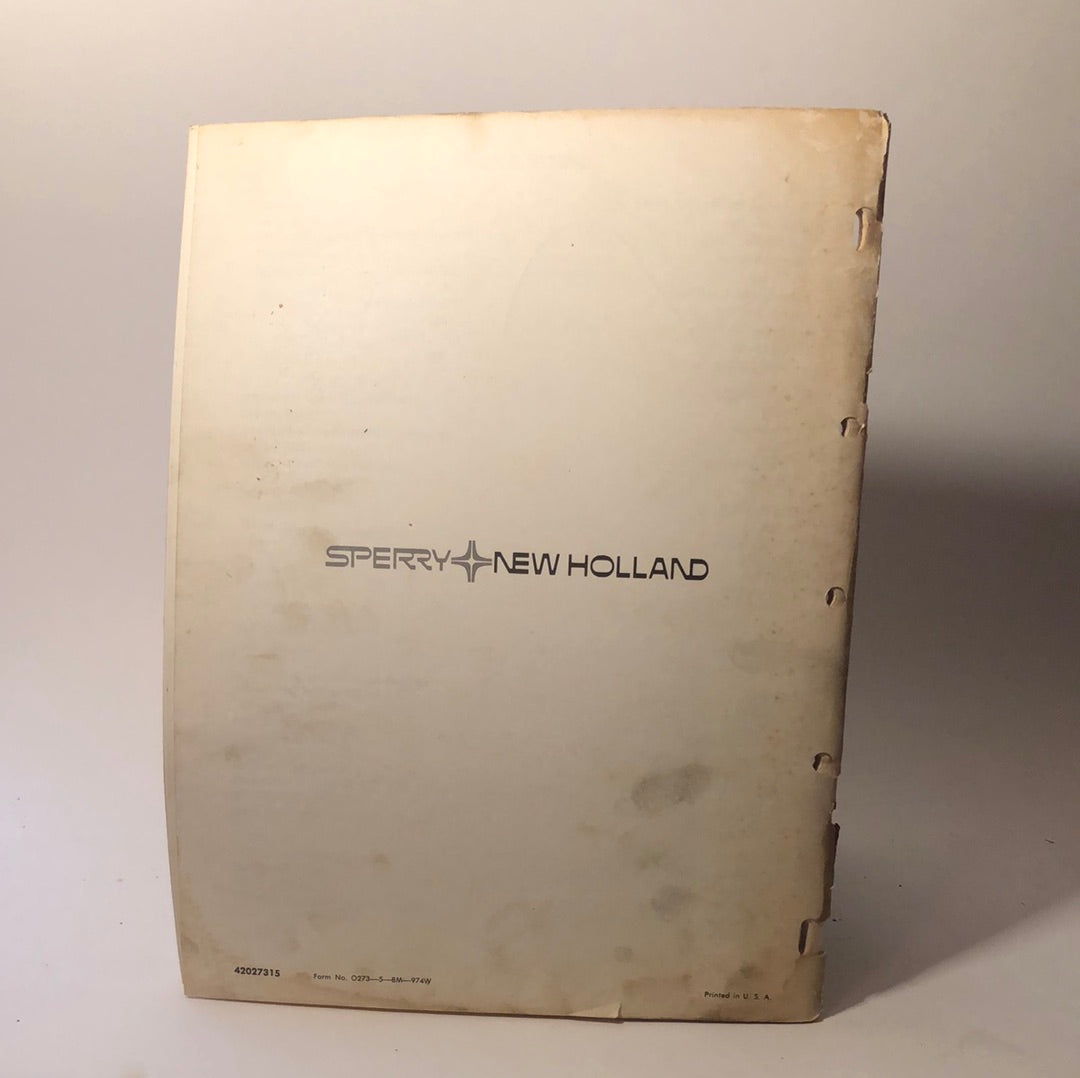 SPERRY NEW HOLLAND
42027315 Form No. O273—5—8M—974W
Printed in U. S. A.